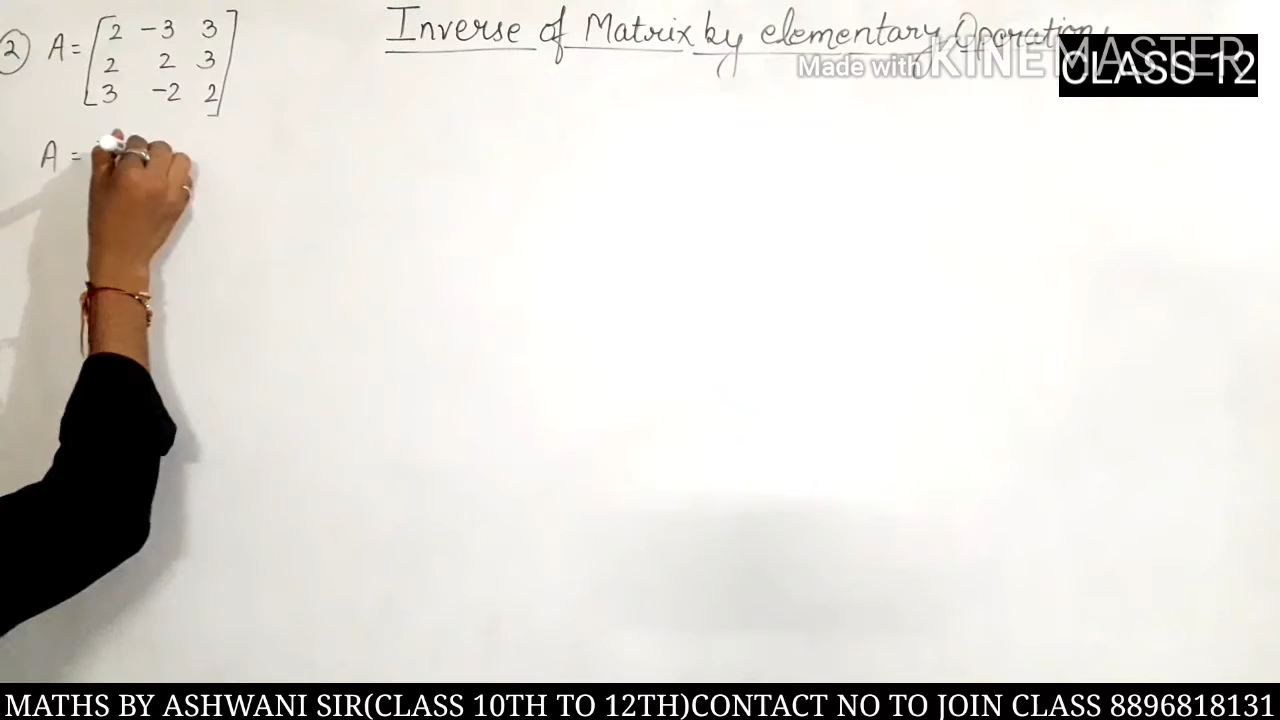 Inverse of Matrix by elementary Operation
Made with KINEMASTER
CLASS 12
② A = [2 -3 3
2 2 3
3 -2 2]
A =
MATHS BY ASHWANI SIR(CLASS 10TH TO 12TH)CONTACT NO TO JOIN CLASS 8896818131